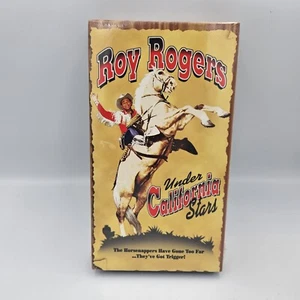 Roy Rogers
Under
California
Stars
The Horsenappers Have Gone Too Far
...They've Got Trigger!